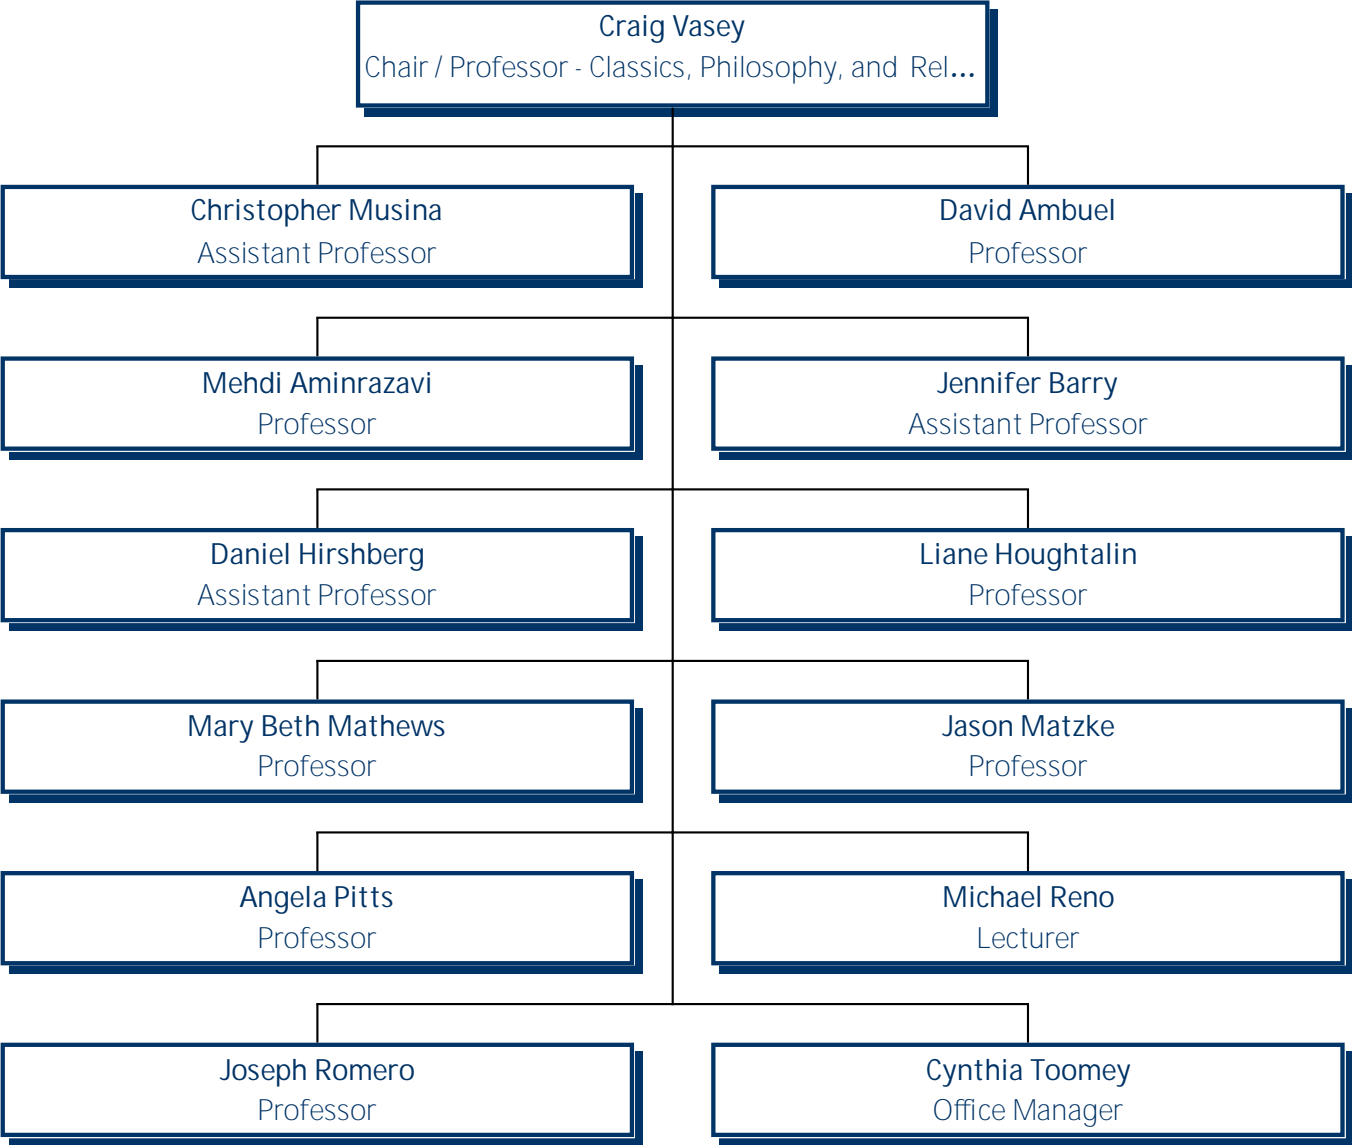 Craig Vasey
Chair / Professor - Classics, Philosophy, and Rel...
Christopher Musina
Assistant Professor
David Ambuel
Professor
Mehdi Aminrazavi
Professor
Jennifer Barry
Assistant Professor
Daniel Hirshberg
Assistant Professor
Liane Houghtalin
Professor
Mary Beth Mathews
Professor
Jason Matzke
Professor
Angela Pitts
Professor
Michael Reno
Lecturer
Joseph Romero
Professor
Cynthia Toomey
Office Manager